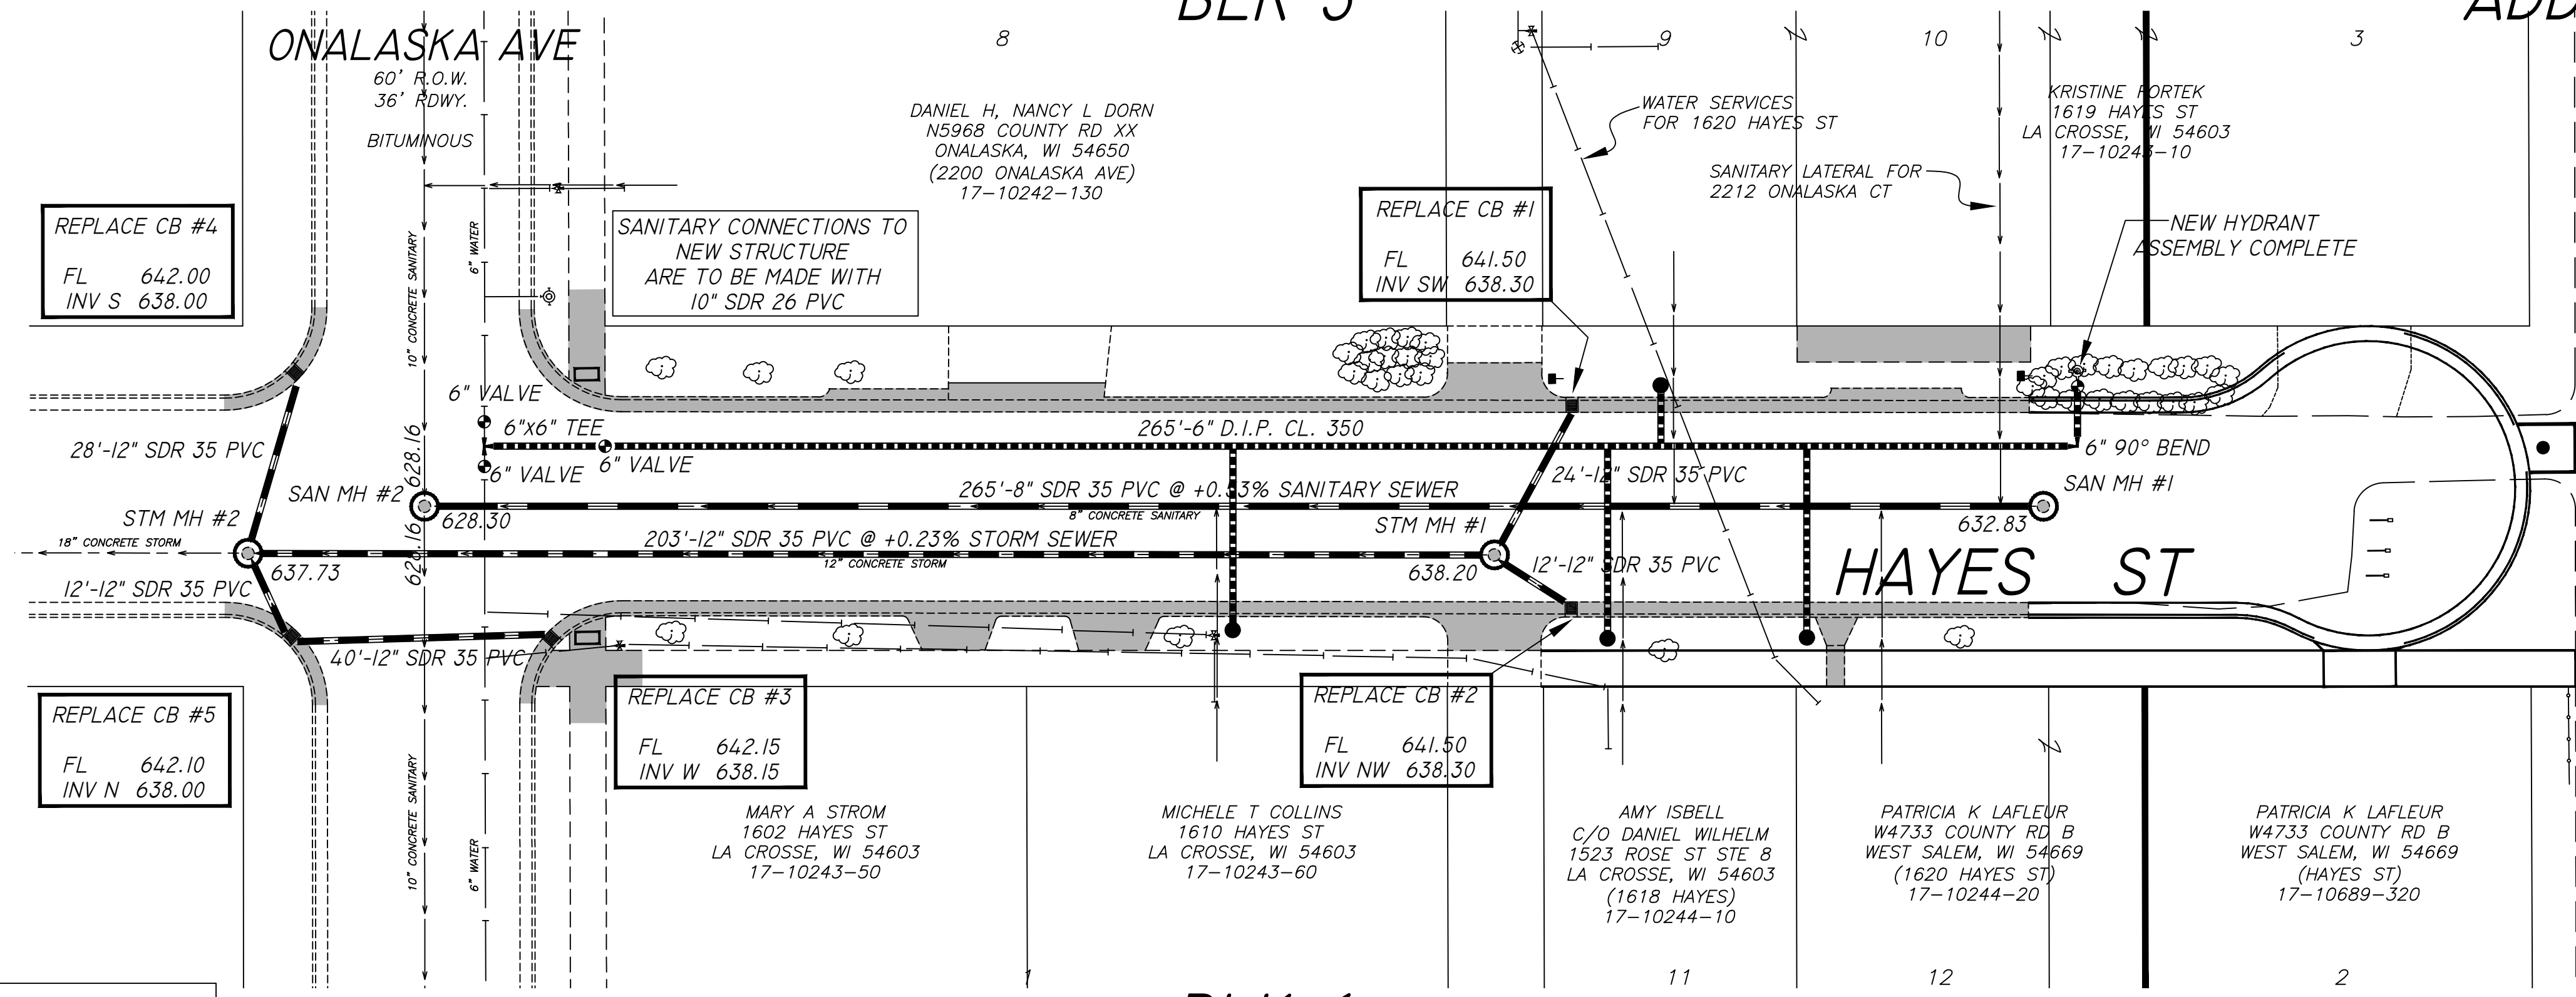 ONALASKA AVE
60' R.O.W.
36' RDWY.
BITUMINOUS
8
9
10
3
DANIEL H, NANCY L DORN
N5968 COUNTY RD XX
ONALASKA, WI 54650
(2200 ONALASKA AVE)
17-10242-130
WATER SERVICES
FOR 1620 HAYES ST
SANITARY LATERAL FOR
2212 ONALASKA CT
KRISTINE FORTEK
1619 HAYES ST
LA CROSSE, WI 54603
17-10243-10
NEW HYDRANT
ASSEMBLY COMPLETE
REPLACE CB #4
FL 642.00
INV S 638.00
SANITARY CONNECTIONS TO
NEW STRUCTURE
ARE TO BE MADE WITH
10" SDR 26 PVC
REPLACE CB #1
FL 641.50
INV SW 638.30
10" CONCRETE SANITARY
6" WATER
6" VALVE
6"X6" TEE
6" VALVE
6" VALVE
265'-6" D.I.P. CL. 350
6" 90° BEND
28'-12" SDR 35 PVC
628.16
SAN MH #2
628.30
265'-8" SDR 35 PVC @ +0.53% SANITARY SEWER
8" CONCRETE SANITARY
24'-12" SDR 35 PVC
SAN MH #1
632.83
STM MH #2
18" CONCRETE STORM
637.73
203'-12" SDR 35 PVC @ +0.23% STORM SEWER
12" CONCRETE STORM
STM MH #1
638.20
12'-12" SDR 35 PVC
HAYES ST
12'-12" SDR 35 PVC
40'-12" SDR 35 PVC
REPLACE CB #5
FL 642.10
INV N 638.00
10" CONCRETE SANITARY
6" WATER
REPLACE CB #3
FL 642.15
INV W 638.15
REPLACE CB #2
FL 641.50
INV NW 638.30
MARY A STROM
1602 HAYES ST
LA CROSSE, WI 54603
17-10243-50
MICHELE T COLLINS
1610 HAYES ST
LA CROSSE, WI 54603
17-10243-60
AMY ISBELL
C/O DANIEL WILHELM
1523 ROSE ST STE 8
LA CROSSE, WI 54603
(1618 HAYES)
17-10244-10
PATRICIA K LAFLEUR
W4733 COUNTY RD B
WEST SALEM, WI 54669
(1620 HAYES ST)
17-10244-20
PATRICIA K LAFLEUR
W4733 COUNTY RD B
WEST SALEM, WI 54669
(HAYES ST)
17-10689-320
1
11
12
2